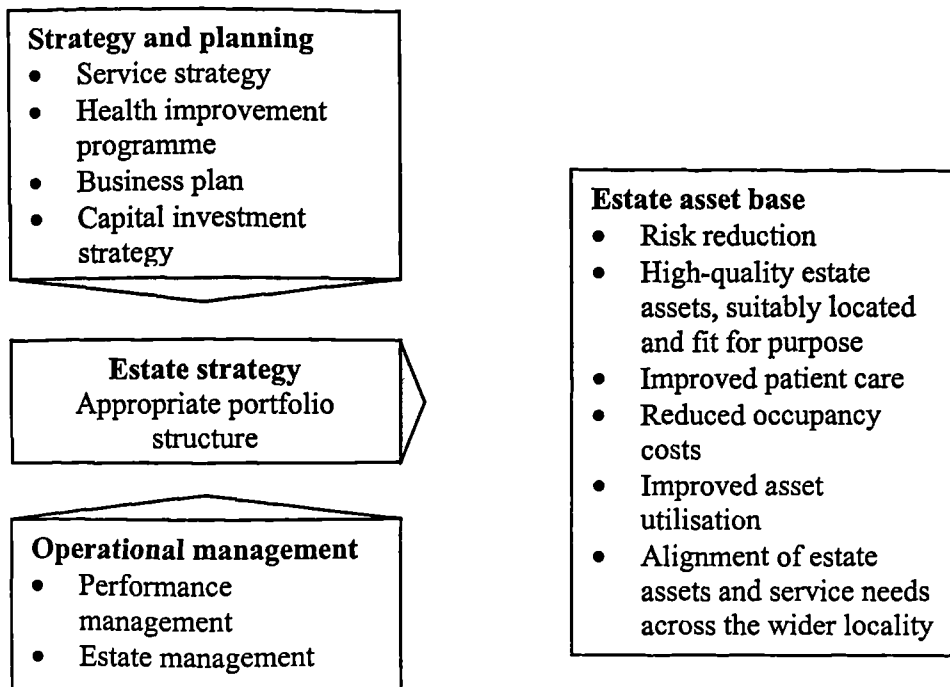 Strategy and planning
• Service strategy
• Health improvement
programme
• Business plan
• Capital investment
strategy
Estate strategy
Appropriate portfolio
structure
Operational management
• Performance
management
• Estate management
Estate asset base
• Risk reduction
• High-quality estate
assets, suitably located
and fit for purpose
• Improved patient care
• Reduced occupancy
costs
• Improved asset
utilisation
• Alignment of estate
assets and service needs
across the wider locality